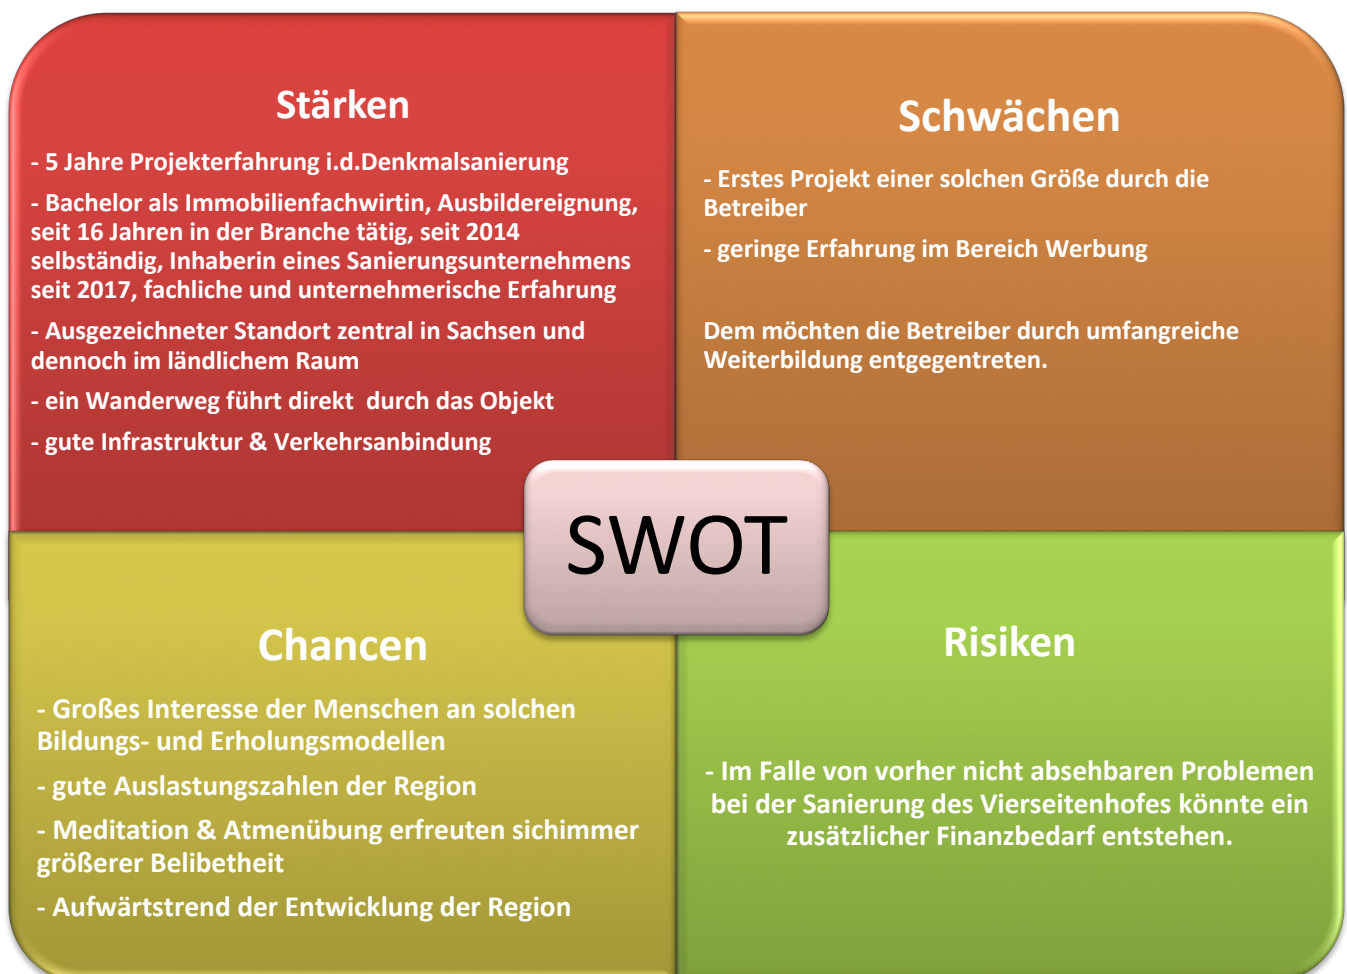 Stärken
- 5 Jahre Projekterfahrung i.d.Denkmalsanierung
- Bachelor als Immobilienfachwirtin, Ausbildereignung,
seit 16 Jahren in der Branche tätig, seit 2014
selbständig, Inhaberin eines Sanierungsunternehmens
seit 2017, fachliche und unternehmerische Erfahrung
- Ausgezeichneter Standort zentral in Sachsen und
dennoch im ländlichem Raum
- ein Wanderweg führt direkt durch das Objekt
- gute Infrastruktur & Verkehrsanbindung
Schwächen
- Erstes Projekt einer solchen Größe durch die
Betreiber
- geringe Erfahrung im Bereich Werbung
Dem möchten die Betreiber durch umfangreiche
Weiterbildung entgegentreten.
SWOT
Chancen
- Großes Interesse der Menschen an solchen
Bildungs- und Erholungsmodellen
- gute Auslastungszahlen der Region
- Meditation & Atmenübung erfreuten sichimmer
größerer Belibetheit
- Aufwärtstrend der Entwicklung der Region
Risiken
- Im Falle von vorher nicht absehbaren Problemen
bei der Sanierung des Vierseitenhofes könnte ein
zusätzlicher Finanzbedarf entstehen.